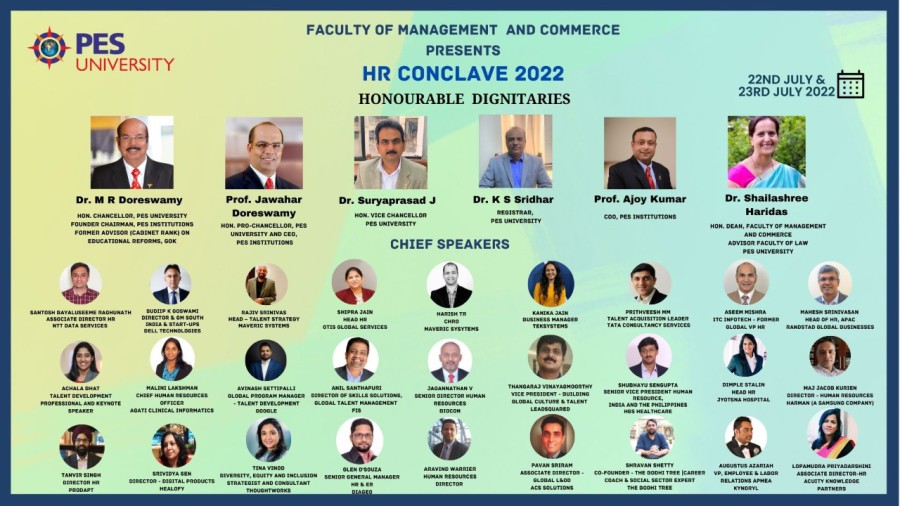 PES
UNIVERSITY
FACULTY OF MANAGEMENT AND COMMERCE
PRESENTS
HR CONCLAVE 2022
HONOURABLE DIGNITARIES
22ND JULY &
23RD JULY 2022
Dr. M R Doreswamy
HON. CHANCELLOR, PES UNIVERSITY
FOUNDER CHAIRMAN, PES INSTITUTIONS
FORMER ADVISOR (CABINET RANK) ON
EDUCATIONAL REFORMS, GOK
Prof. Jawahar
Doreswamy
HON. PRO-CHANCELLOR, PES
UNIVERSITY AND CEO,
PES INSTITUTIONS
Dr. Suryaprasad J
HON. VICE CHANCELLOR
PES UNIVERSITY
Dr. K S Sridhar
REGISTRAR,
PES UNIVERSITY
Prof. Ajoy Kumar
COO, PES INSTITUTIONS
Dr. Shailashree
Haridas
HON. DEAN, FACULTY OF MANAGEMENT
AND COMMERCE
ADVISOR FACULTY OF LAW
PES UNIVERSITY
CHIEF SPEAKERS
SANTOSH BAYALUSEEME RAGHUNATH
ASSOCIATE DIRECTOR HR
NTT DATA SERVICES
SUDIIP K GOSWAMI
DIRECTOR & GM SOUTH
INDIA & START-UPS
DELL TECHNOLOGIES
RAJIV SRINIVAS
HEAD - TALENT STRATEGY
MAVERIC SYSTEMS
SHIPRA JAIN
HEAD HR
OTIS GLOBAL SERVICES
HARISH TR
CHRO
MAVERIC SYSYTEMS
KANIKA JAIN
BUSINESS MANAGER
TEKSYSTEMS
PRITHVEESH MM
TALENT ACQUISITION LEADER
TATA CONSULTANCY SERVICES
ASEEM MISHRA
ITC INFOTECH - FORMER
GLOBAL VP HR
MAHESH SRINIVASAN
HEAD OF HR, APAC
RANDSTAD GLOBAL BUSINESSES
ACHALA BHAT
TALENT DEVELOPMENT
PROFESSIONAL AND KEYNOTE
SPEAKER
MALINI LAKSHMAN
CHIEF HUMAN RESOURCES
OFFICER
AGATI CLINICAL INFORMATICS
AVINASH SETTIPALLI
GLOBAL PROGRAM MANAGER
- TALENT DEVELOPMENT
GOOGLE
ANIL SANTHAPURI
DIRECTOR OF SKILLS SOLUTIONS,
GLOBAL TALENT MANAGEMENT
FIS
JAGANNATHAN V
SENIOR DIRECTOR HUMAN
RESOURCES
BIOCON
THANGARAJ VINAYAGMOORTHY
VICE PRESIDENT - BUILDING
GLOBAL CULTURE & TALENT
LEADSQUARED
SHUBHAYU SENGUPTA
SENIOR VICE PRESIDENT HUMAN
RESOURCE,
INDIA AND THE PHILIPPINES
HGS HEALTHCARE
DIMPLE STALIN
HEAD HR
JYOTSNA HOSPITAL
MAJ JACOB KURIEN
DIRECTOR - HUMAN RESOURCES
HARMAN (A SAMSUNG COMPANY)
TANVIR SINGH
DIRECTOR HR
PRODAPT
SRIVIDYA SEN
DIRECTOR - DIGITAL PRODUCTS
HEALOFY
TINA VINOD
DIVERSITY, EQUITY AND INCLUSION
STRATEGIST AND CONSULTANT
THOUGHTWORKS
GLEN D'SOUZA
SENIOR GENERAL MANAGER
HR & ER
DIAGEO
ARAVIND WARRIER
HUMAN RESOURCES
DIRECTOR
PAVAN SRIRAM
ASSOCIATE DIRECTOR -
GLOBAL L&OD
ACS SOLUTIONS
SHRAVAN SHETTY
CO-FOUNDER - THE BODHI TREE |CAREER
COACH & SOCIAL SECTOR EXPERT
THE BODHI TREE
AUGUSTUS AZARIAH
VP, EMPLOYEE & LABOR
RELATIONS APMEA
KYNDRYL
LOPAMUDRA PRIYADARSHINI
ASSOCIATE DIRECTOR-HR
ACUITY KNOWLEDGE
PARTNERS